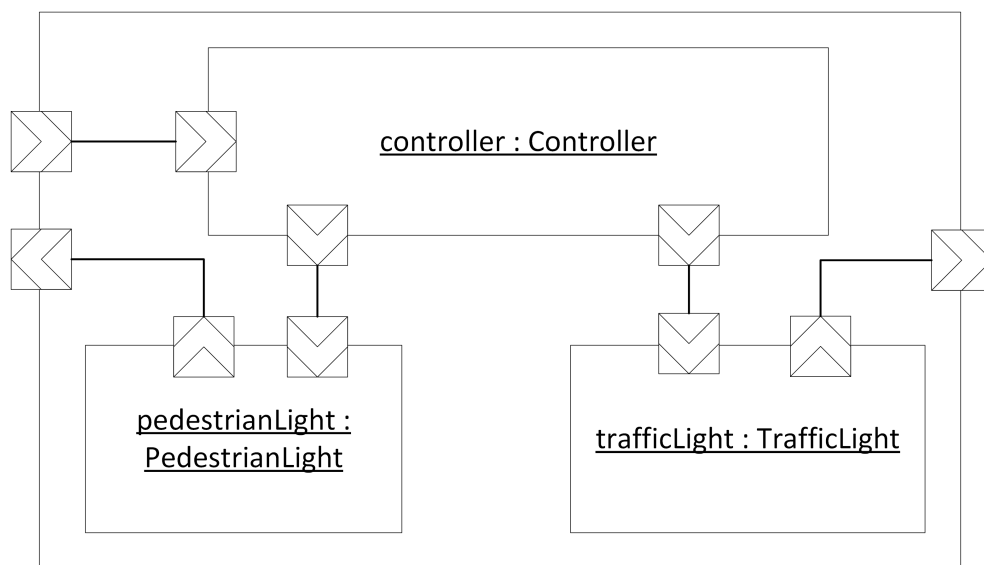 controller : Controller
pedestrianLight :
PedestrianLight
trafficLight : TrafficLight